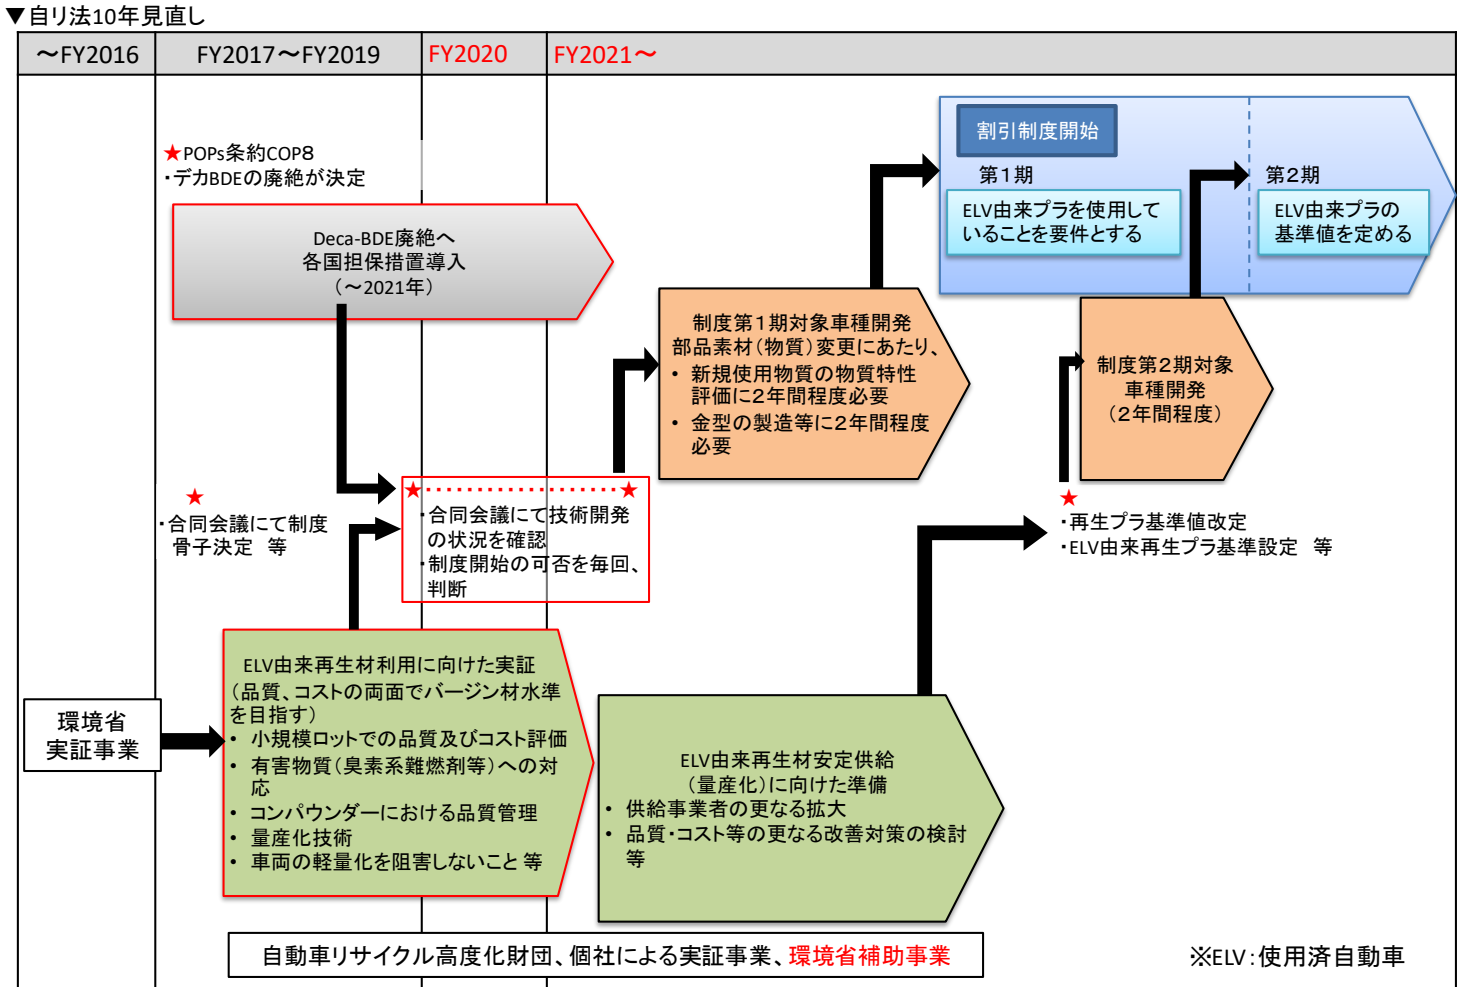 ▼自リ法10年見直し
～FY2016
FY2017～FY2019
FY2020
FY2021～
★POPs条約COP8
・デカBDEの廃絶が決定
Deca-BDE廃絶へ
各国担保措置導入
（～2021年）
割引制度開始
第1期
ELV由来プラを使用して
いることを要件とする
第2期
ELV由来プラの
基準値を定める
制度第1期対象車種開発
部品素材（物質）変更にあたり、
• 新規使用物質の物質特性
評価に2年間程度必要
• 金型の製造等に2年間程度
必要
制度第2期対象
車種開発
（2年間程度）
★
・合同会議にて制度
骨子決定　等
★‥‥‥‥‥‥‥★
・合同会議にて技術開発
の状況を確認
・制度開始の可否を毎回、
判断
★
・再生プラ基準値改定
・ELV由来再生プラ基準設定　等
環境省
実証事業
ELV由来再生材利用に向けた実証
（品質、コストの両面でバージン材水準
を目指す）
• 小規模ロットでの品質及びコスト評価
• 有害物質（臭素系難燃剤等）への対
応
• コンパウンダーにおける品質管理
• 量産化技術
• 車両の軽量化を阻害しないこと 等
ELV由来再生材安定供給
（量産化）に向けた準備
• 供給事業者の更なる拡大
• 品質・コスト等の更なる改善対策の検討
等
自動車リサイクル高度化財団、個社による実証事業、環境省補助事業
※ELV：使用済自動車